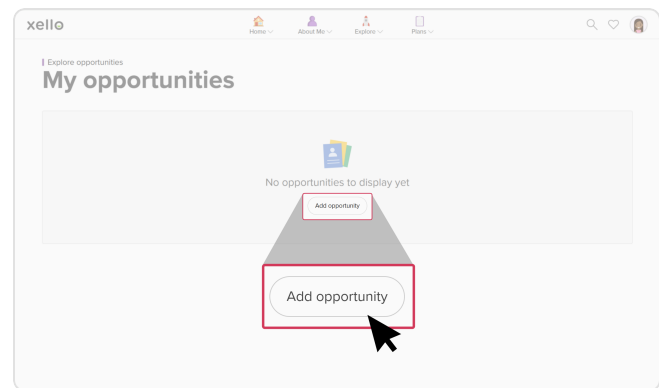 xello
Home
About Me
Explore
Plans
Explore opportunities
My opportunities
No opportunities to display yet
Add opportunity
Add opportunity